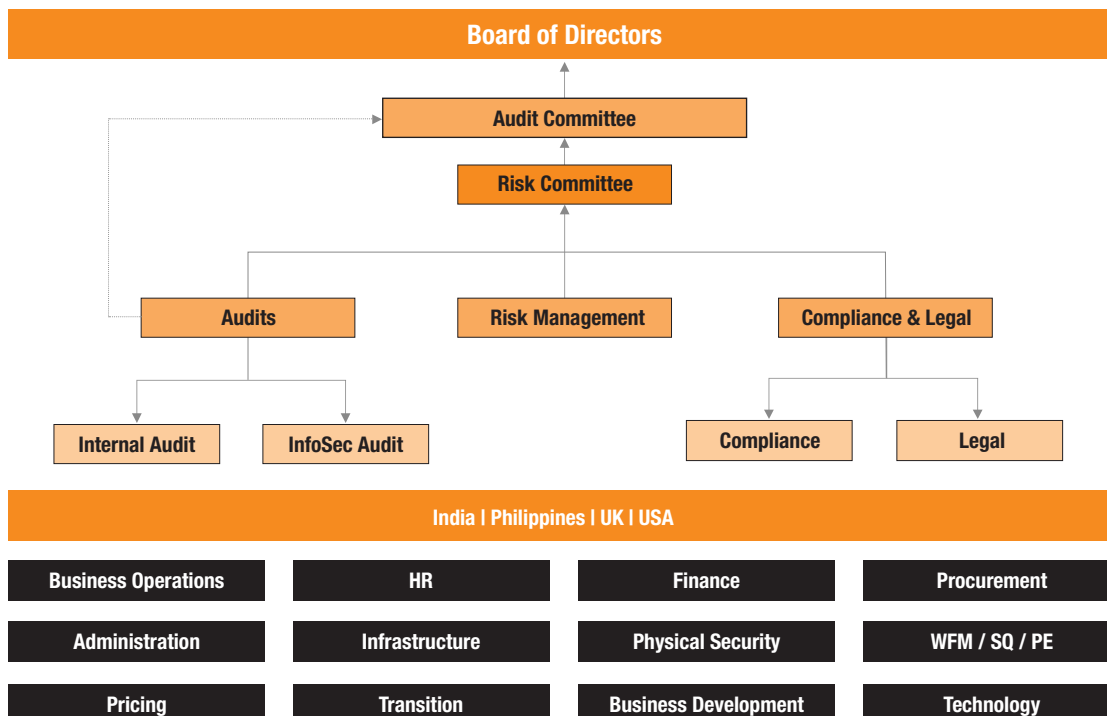 Board of Directors
Audit Committee
Risk Committee
Audits
Risk Management
Compliance & Legal
Internal Audit
InfoSec Audit
Compliance
Legal
India | Philippines | UK | USA
Business Operations
HR
Finance
Procurement
Administration
Infrastructure
Physical Security
WFM / SQ / PE
Pricing
Transition
Business Development
Technology